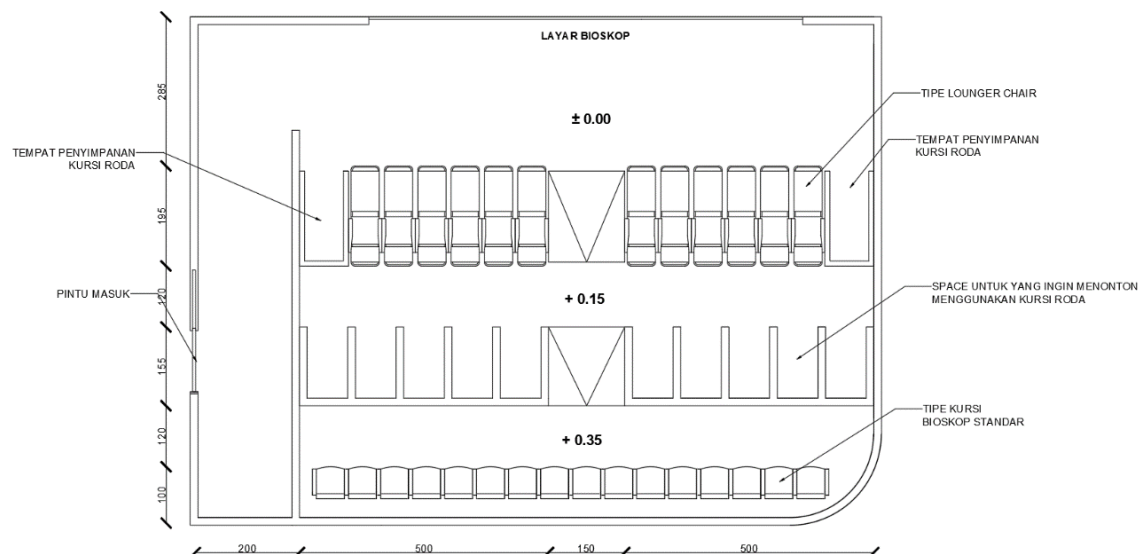 LAYAR BIOSKOP
285
TIPE LOUNGER CHAIR
± 0.00
TEMPAT PENYIMPANAN
KURSI RODA
TEMPAT PENYIMPANAN
KURSI RODA
195
PINTU MASUK
120
+ 0.15
SPACE UNTUK YANG INGIN MENONTON
MENGGUNAKAN KURSI RODA
155
TIPE KURSI
BIOSKOP STANDAR
120
+ 0.35
100
200
500
150
500